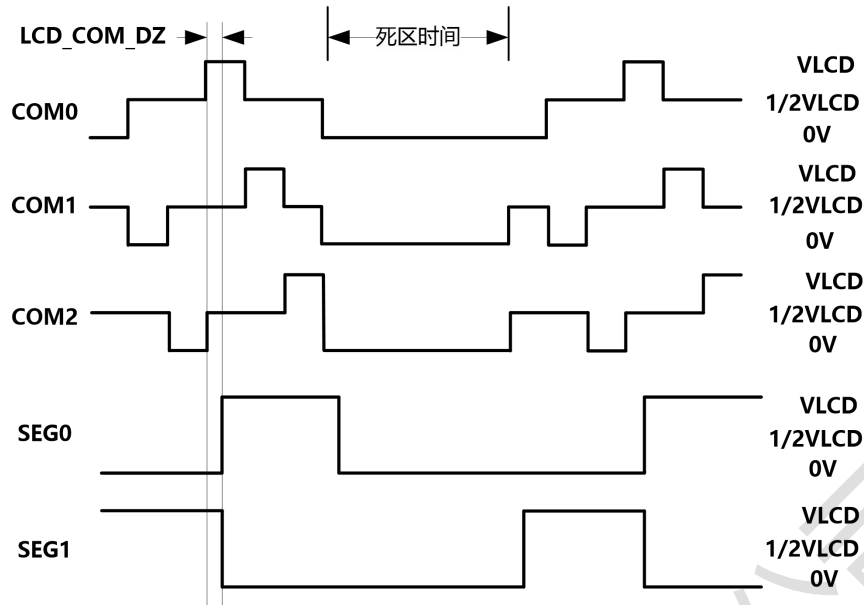 LCD_COM_DZ
死区时间
COM0
VLCD
1/2VLCD
0V
COM1
VLCD
1/2VLCD
0V
COM2
VLCD
1/2VLCD
0V
SEG0
VLCD
1/2VLCD
0V
SEG1
VLCD
1/2VLCD
0V